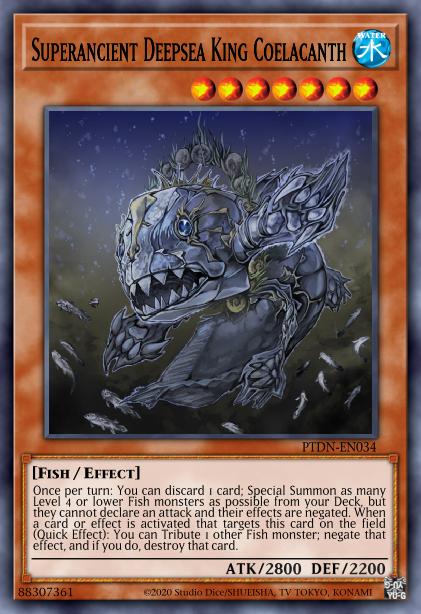 SUPERANCIENT DEEPSEA KING COELACANTH
WATER
水
PTDN-EN034
[FISH / EFFECT]
Once per turn: You can discard 1 card; Special Summon as many
Level 4 or lower Fish monsters as possible from your Deck, but
they cannot declare an attack and their effects are negated. When
a card or effect is activated that targets this card on the field
(Quick Effect): You can Tribute 1 other Fish monster; negate that
effect, and if you do, destroy that card.
ATK/2800 DEF/2200
88307361
©2020 Studio Dice/SHUEISHA, TV TOKYO, KONAMI